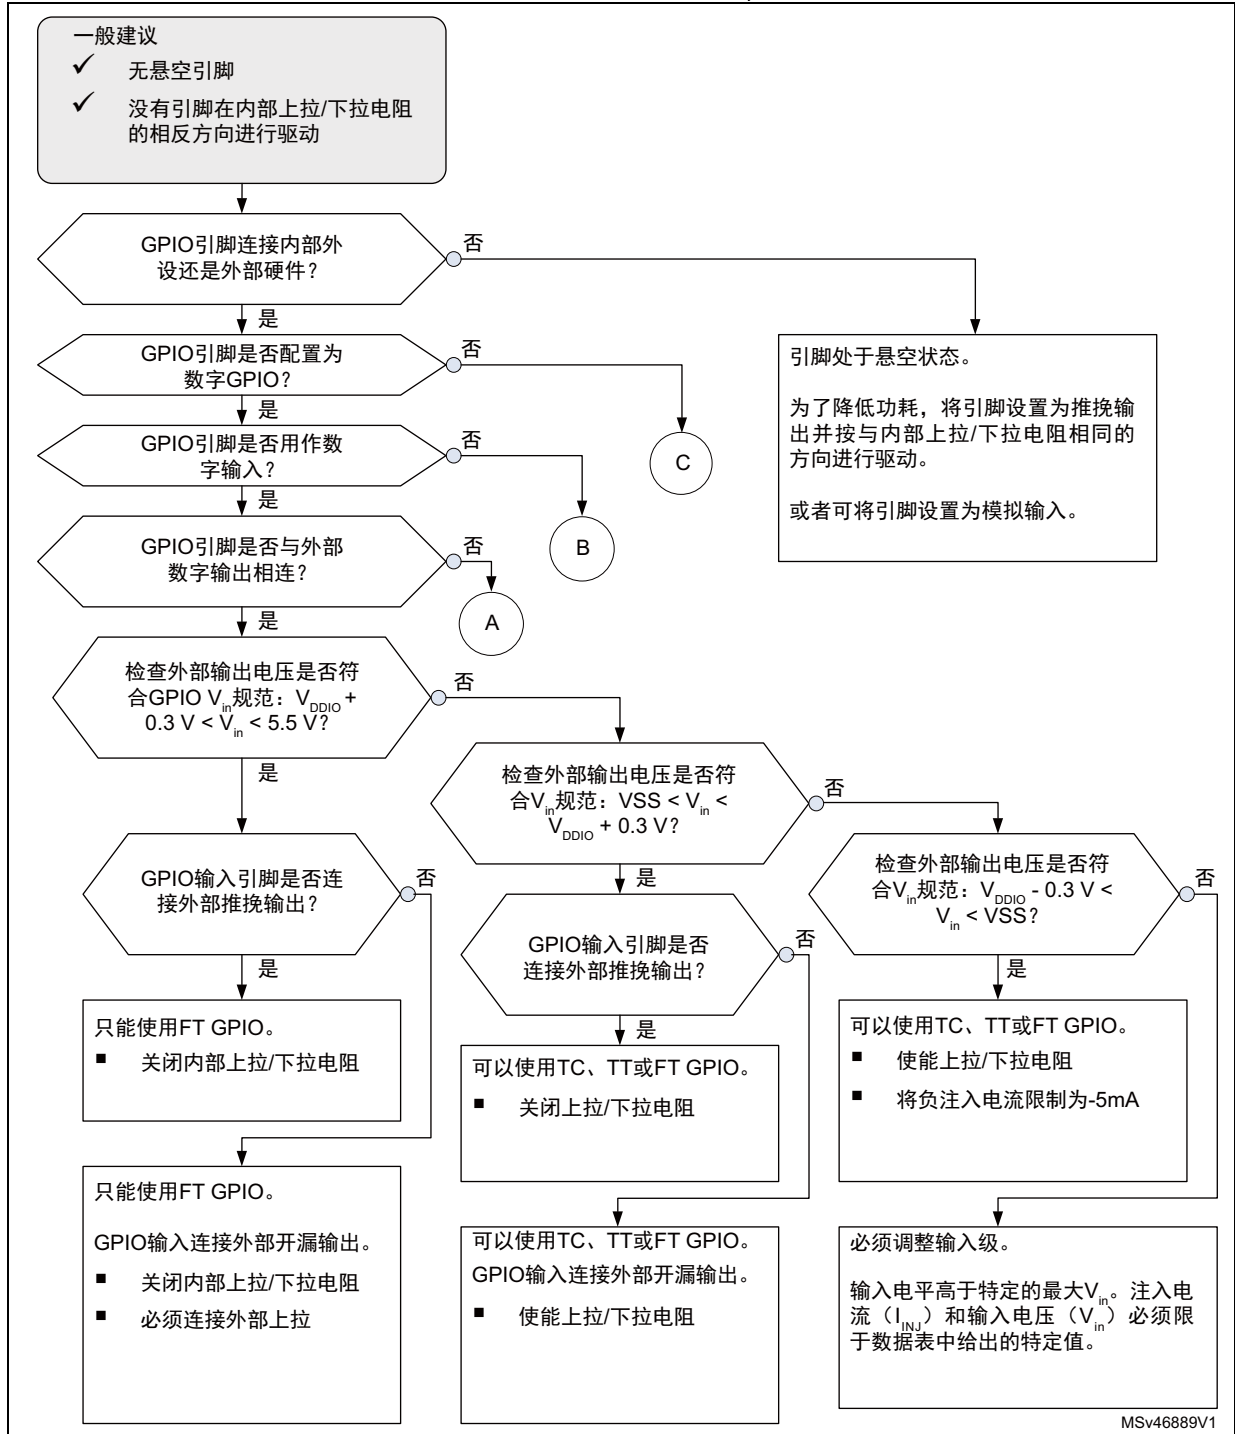 一般建议
✓ 无悬空引脚
✓ 没有引脚在内部上拉/下拉电阻
的相反方向进行驱动
GPIO引脚连接内部外
设还是外部硬件？
否
是
GPIO引脚是否配置为
数字GPIO？
否
是
引脚处于悬空状态。
为了降低功耗，将引脚设置为推挽输
出并按与内部上拉/下拉电阻相同的
方向进行驱动。
或者可将引脚设置为模拟输入。
GPIO引脚是否用作数
字输入？
否
是
C
B
GPIO引脚是否与外部
数字输出相连？
否
是
A
检查外部输出电压是否符
合GPIO Vin规范：VDDIO +
0.3 V < Vin < 5.5 V？
否
是
检查外部输出电压是否符
合Vin规范：VSS < Vin <
VDDIO + 0.3 V？
否
是
检查外部输出电压是否符
合Vin规范：VDDIO - 0.3 V <
Vin < VSS？
否
是
GPIO输入引脚是否连
接外部推挽输出？
否
是
GPIO输入引脚是否
连接外部推挽输出？
否
是
只能使用FT GPIO。
■ 关闭内部上拉/下拉电阻
可以使用TC、TT或FT GPIO。
■ 关闭上拉/下拉电阻
可以使用TC、TT或FT GPIO。
■ 使能上拉/下拉电阻
■ 将负注入电流限制为-5mA
只能使用FT GPIO。
GPIO输入连接外部开漏输出。
■ 关闭内部上拉/下拉电阻
■ 必须连接外部上拉
可以使用TC、TT或FT GPIO。
GPIO输入连接外部开漏输出。
■ 使能上拉/下拉电阻
必须调整输入级。
输入电平高于特定的最大Vin。注入电
流（IINJ）和输入电压（Vin）必须限
于数据表中给出的特定值。
MSv46889V1